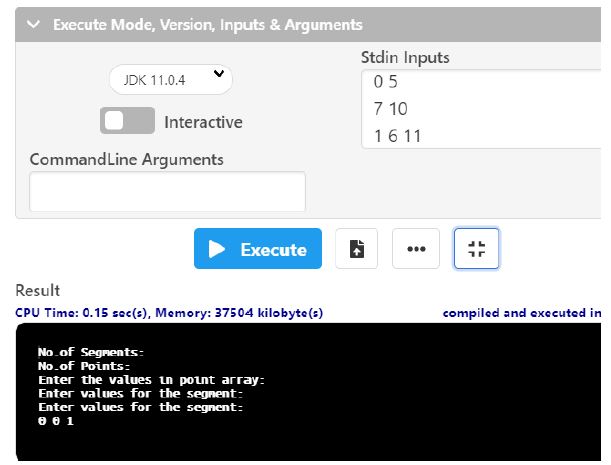 Execute Mode, Version, Inputs & Arguments
JDK 11.0.4
Interactive
Stdin Inputs
0 5
7 10
1 6 11
CommandLine Arguments
Execute
Result
CPU Time: 0.15 sec(s), Memory: 37504 kilobyte(s)
compiled and executed in
No.of Segments:
No.of Points:
Enter the values in point array:
Enter values for the segment:
Enter values for the segment:
0 0 1